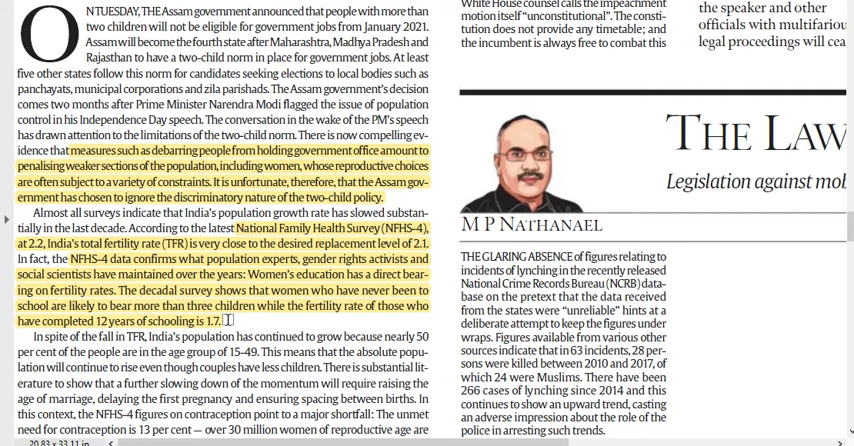 ON TUESDAY, THE Assam government announced that people with more than
two children will not be eligible for government jobs from January 2021.
Assam will become the fourth state after Maharashtra, Madhya Pradesh and
Rajasthan to have a two-child norm in place for government jobs. At least
five other states follow this norm for candidates seeking elections to local bodies such as
panchayats, municipal corporations and zila parishads. The Assam government's decision
comes two months after Prime Minister Narendra Modi flagged the issue of population
control in his Independence Day speech. The conversation in the wake of the PM's speech
has drawn attention to the limitations of the two-child norm. There is now compelling ev-
idence that measures such as debarring people from holding government office amount to
penalising weaker sections of the population, including women, whose reproductive choices
are often subject to a variety of constraints. It is unfortunate, therefore, that the Assam gov-
ernment has chosen to ignore the discriminatory nature of the two-child policy.
Almost all surveys indicate that India's population growth rate has slowed substan-
tially in the last decade. According to the latest National Family Health Survey (NFHS-4),
at 2.2, India's total fertility rate (TFR) is very close to the desired replacement level of 2.1.
In fact, the NFHS-4 data confirms what population experts, gender rights activists and
social scientists have maintained over the years: Women's education has a direct bear-
ing on fertility rates. The decadal survey shows that women who have never been to
school are likely to bear more than three children while the fertility rate of those who
have completed 12 years of schooling is 1.7.
In spite of the fall in TFR, India's population has continued to grow because nearly 50
per cent of the people are in the age group of 15-49. This means that the absolute popu-
lation will continue to rise even though couples have less children. There is substantial lit-
erature to show that a further slowing down of the momentum will require raising the
age of marriage, delaying the first pregnancy and ensuring spacing between births. In
this context, the NFHS-4 figures on contraception point to a major shortfall: The unmet
need for contraception is 13 per cent — over 30 million women of reproductive age are
White House counsel calls the impeachment
motion itself "unconstitutional". The consti-
tution does not provide any timetable; and
the incumbent is always free to combat this
the speaker and other
officials with multifariou
legal proceedings will cea
THE LAW
Legislation against mob
M P NATHANAEL
THE GLARING ABSENCE of figures relating to
incidents of lynching in the recently released
National Crime Records Bureau (NCRB) data-
base on the pretext that the data received
from the states were "unreliable" hints at a
deliberate attempt to keep the figures under
wraps. Figures available from various other
sources indicate that in 63 incidents, 28 per-
sons were killed between 2010 and 2017, of
which 24 were Muslims. There have been
266 cases of lynching since 2014 and this
continues to show an upward trend, casting
an adverse impression about the role of the
police in arresting such trends.
20.83 x 33.11 in